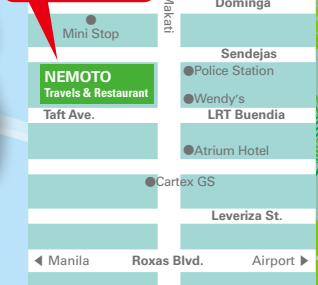 Dominga
Makati
Mini Stop
Sendejas
NEMOTO
Travels & Restaurant
Police Station
Wendy's
Taft Ave.
LRT Buendia
Atrium Hotel
Cartex GS
Leveriza St.
Manila
Roxas Blvd.
Airport